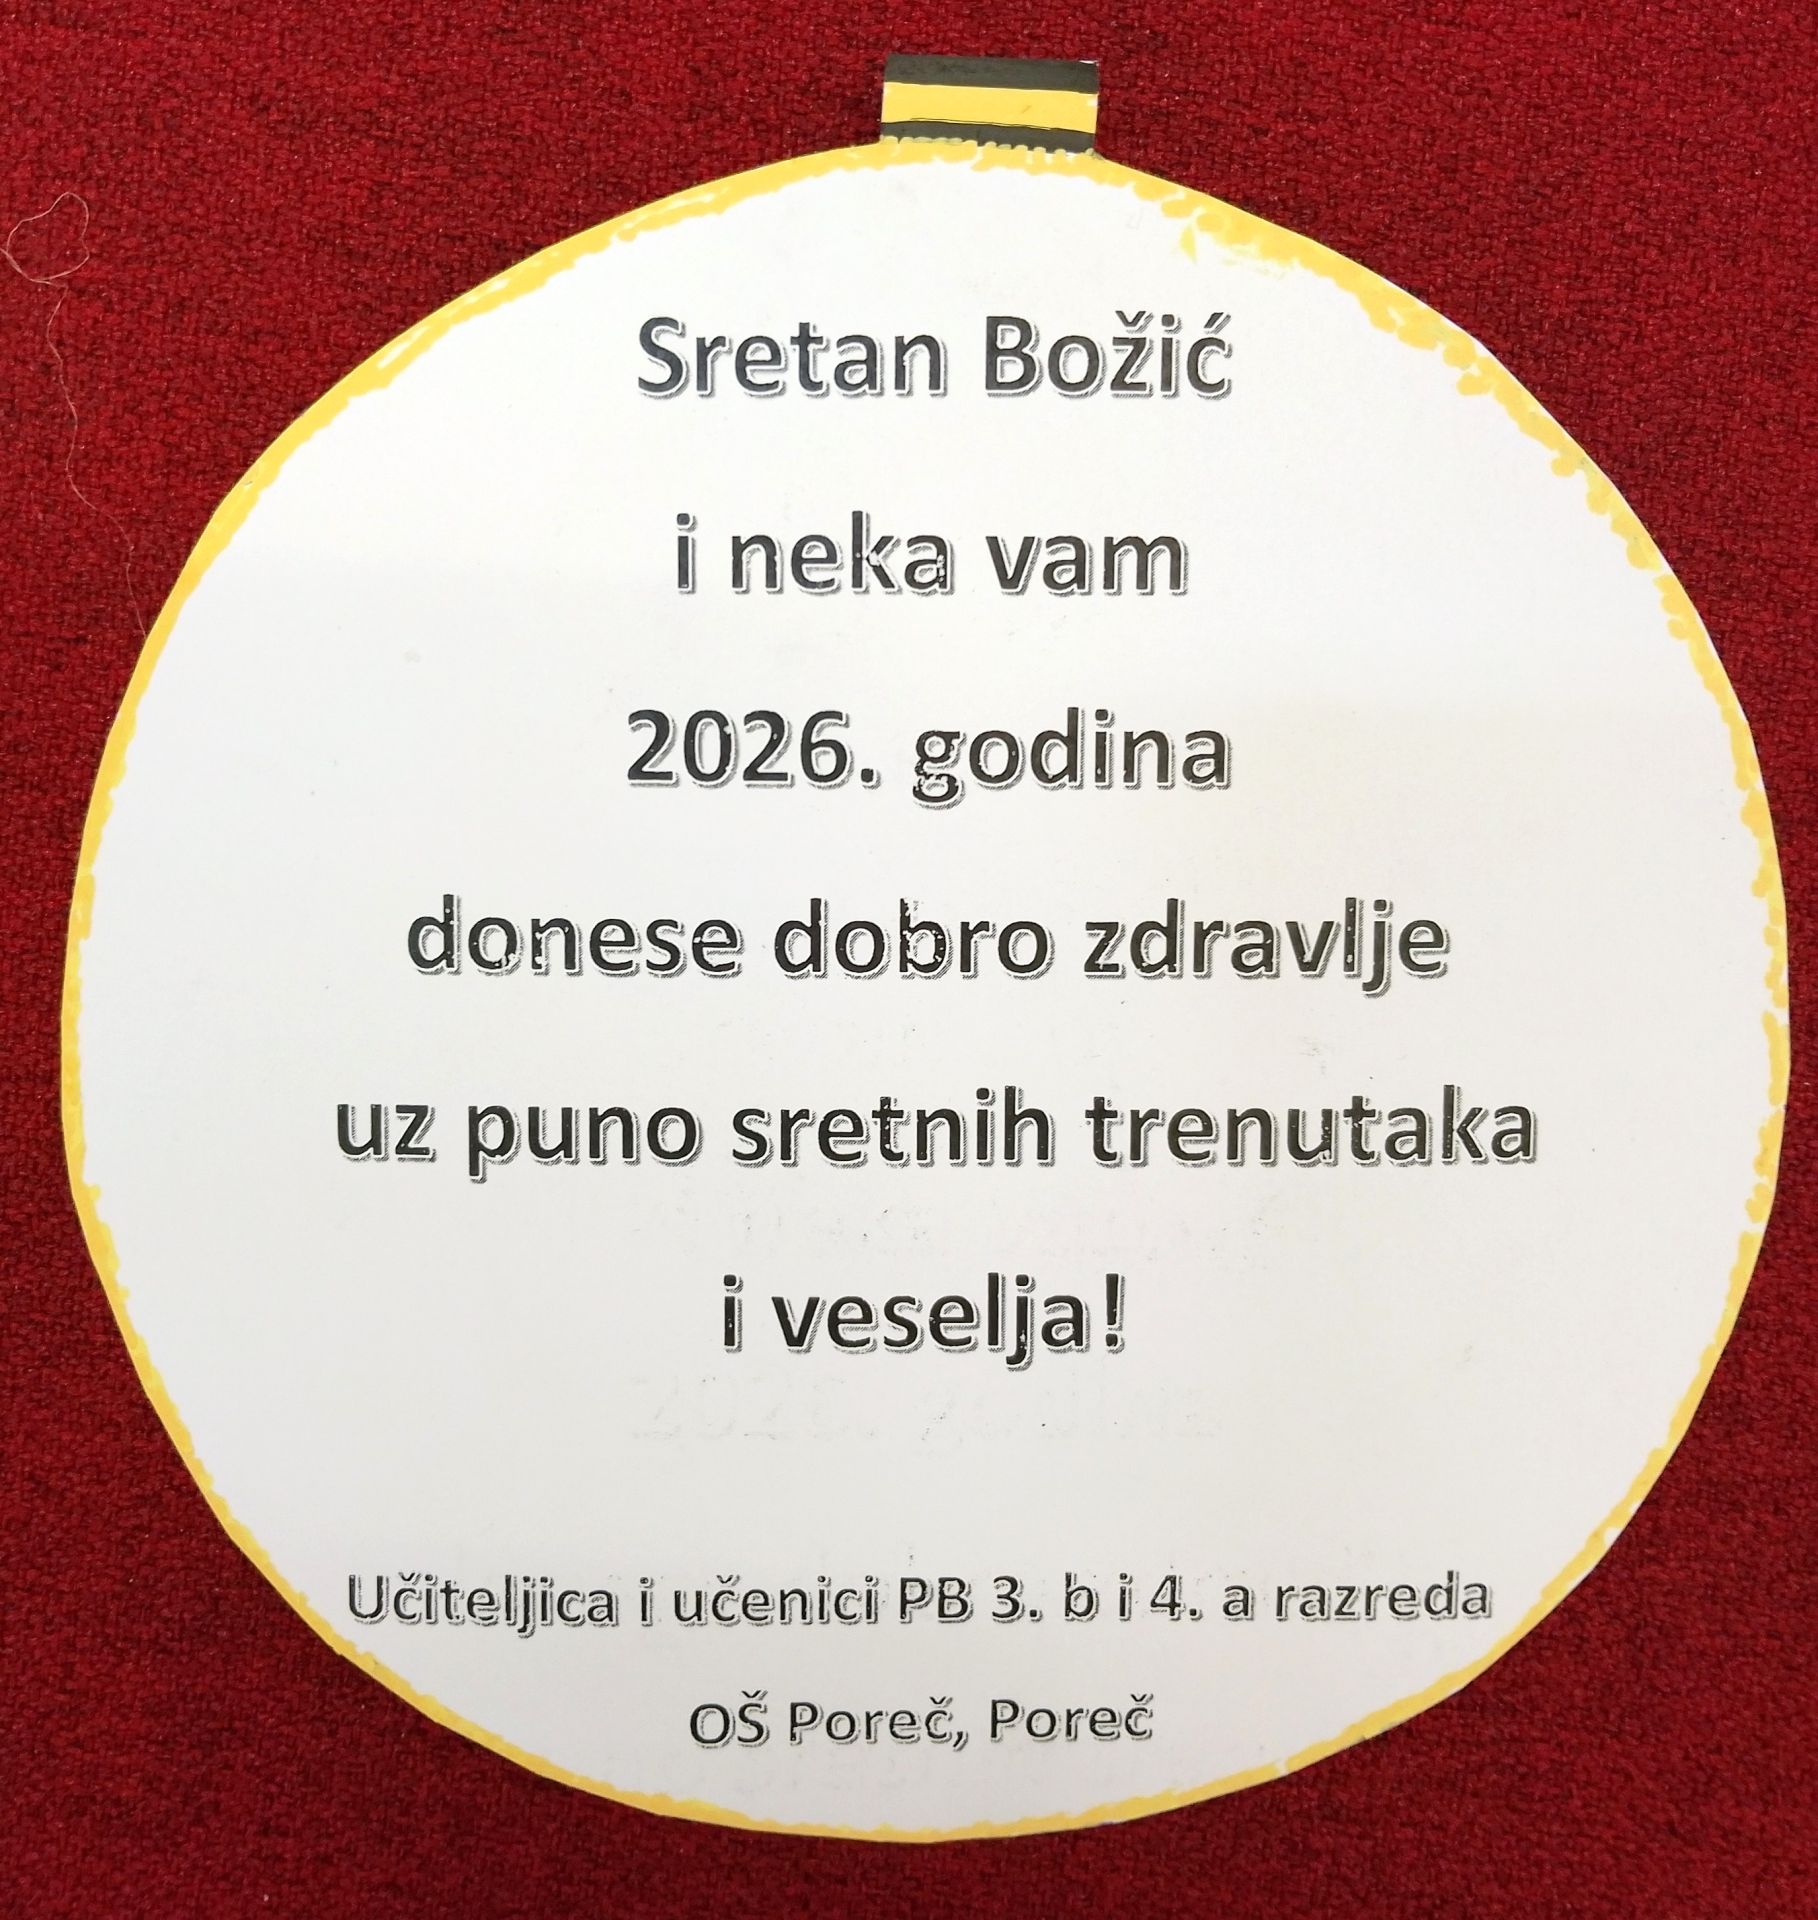 Sretan Božić
i neka vam
2026. godina
donese dobro zdravlje
uz puno sretnih trenutaka
i veselja!
Učiteljica i učenici PB 3. b i 4. a razreda
OŠ Poreč, Poreč